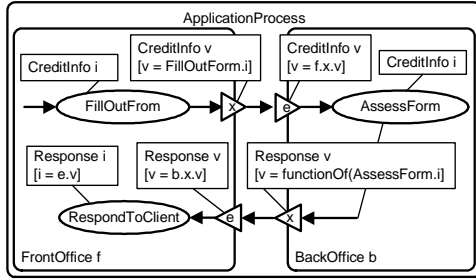 ApplicationProcess
CreditInfo v
[v = FillOutForm.i]
CreditInfo v
[v = f.x.v]
CreditInfo i
CreditInfo i
FillOutFrom
x
e
AssessForm
Response i
[i = e.v]
Response v
[v = b.x.v]
Response v
[v = functionOf(AssessForm.i]
RespondToClient
e
x
FrontOffice f
BackOffice b